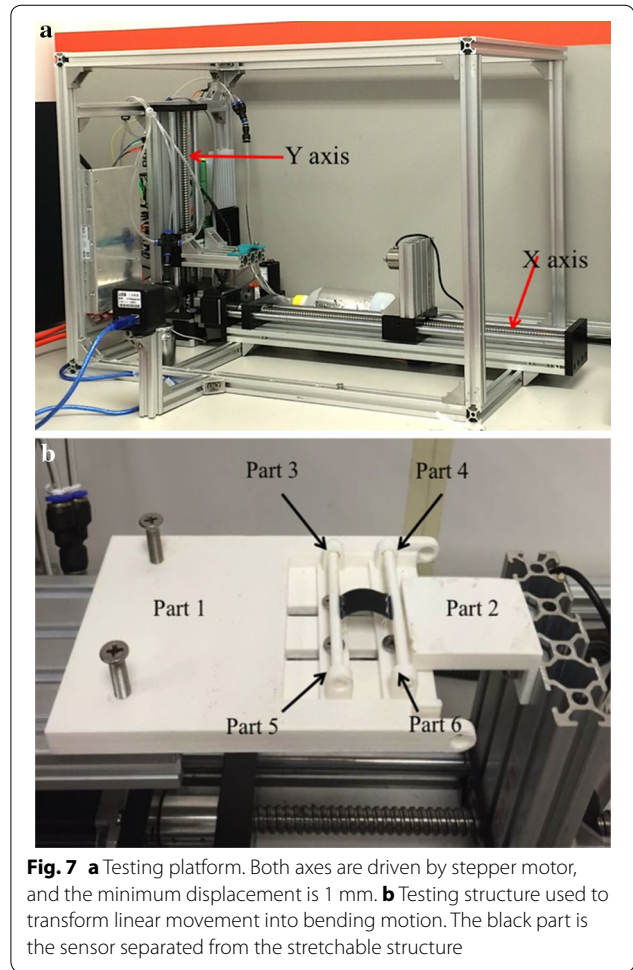 a
Y axis
X axis
b
Part 3
Part 4
Part 1
Part 2
Part 5
Part 6
Fig. 7 a Testing platform. Both axes are driven by stepper motor,
and the minimum displacement is 1 mm. b Testing structure used to
transform linear movement into bending motion. The black part is
the sensor separated from the stretchable structure